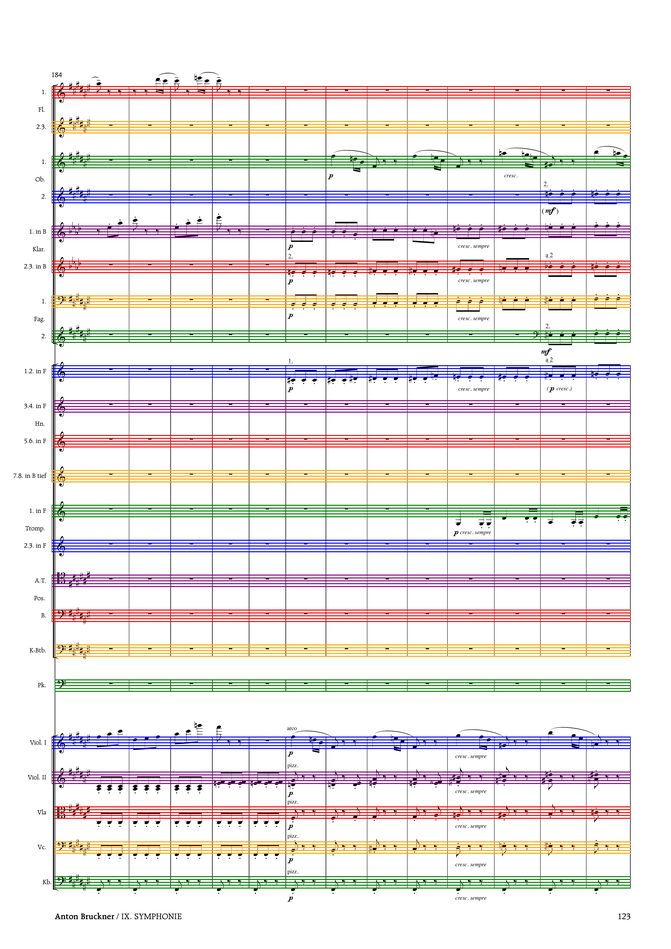 184
1.
Fl.
2.3.
1.
Ob.
p
cresc.
2.
2.
(mf)
1. in B
Klar.
p
cresc. sempre
2.3. in B
2.
a 2
p
cresc. sempre
1.
Fag.
p
cresc. sempre
2.
2.
mf
1.
a 2
1.2. in F
p
cresc. sempre
(p cresc.)
3.4. in F
Hn.
5.6. in F
7.8. in B tief
1. in F
Tromp.
p cresc. sempre
2.3. in F
A.T.
Pos.
B.
K-Btb.
Pk.
arco
Viol. I
p
cresc. sempre
pizz.
Viol. II
p
cresc. sempre
pizz.
Vla
p
cresc. sempre
pizz.
Vc.
p
cresc. sempre
pizz.
Kb.
p
cresc. sempre
Anton Bruckner / IX. SYMPHONIE
123